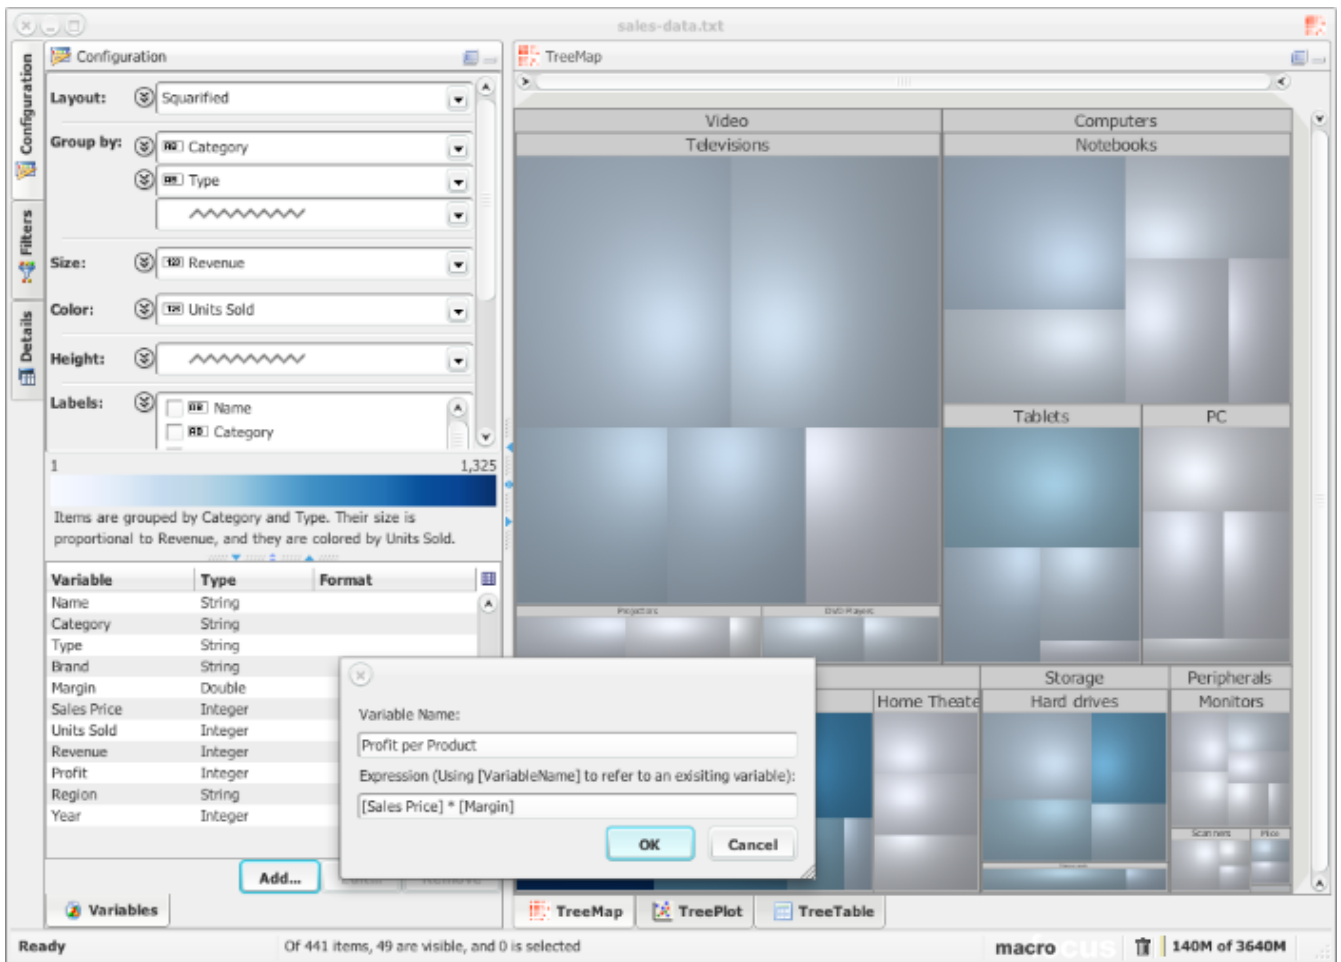 sales-data.txt
Configuration
Filters
Details
Configuration
Layout:
Squarified
Group by:
Category
Type
Size:
Revenue
Color:
Units Sold
Height:
Labels:
Name
Category
1
1,325
Items are grouped by Category and Type. Their size is
proportional to Revenue, and they are colored by Units Sold.
Variable Type Format
Name String
Category String
Type String
Brand String
Margin Double
Sales Price Integer
Units Sold Integer
Revenue Integer
Profit Integer
Region String
Year Integer
Add...
Variables
TreeMap
Video
Computers
Televisions
Notebooks
Tablets
PC
Projectors
DVD Players
Storage
Peripherals
Home Theate
Hard drives
Monitors
Scanners
Variable Name:
Profit per Product
Expression (Using [VariableName] to refer to an exisiting variable):
[Sales Price] * [Margin]
OK
Cancel
TreeMap
TreePlot
TreeTable
Ready
Of 441 items, 49 are visible, and 0 is selected
macrofocus
140M of 3640M